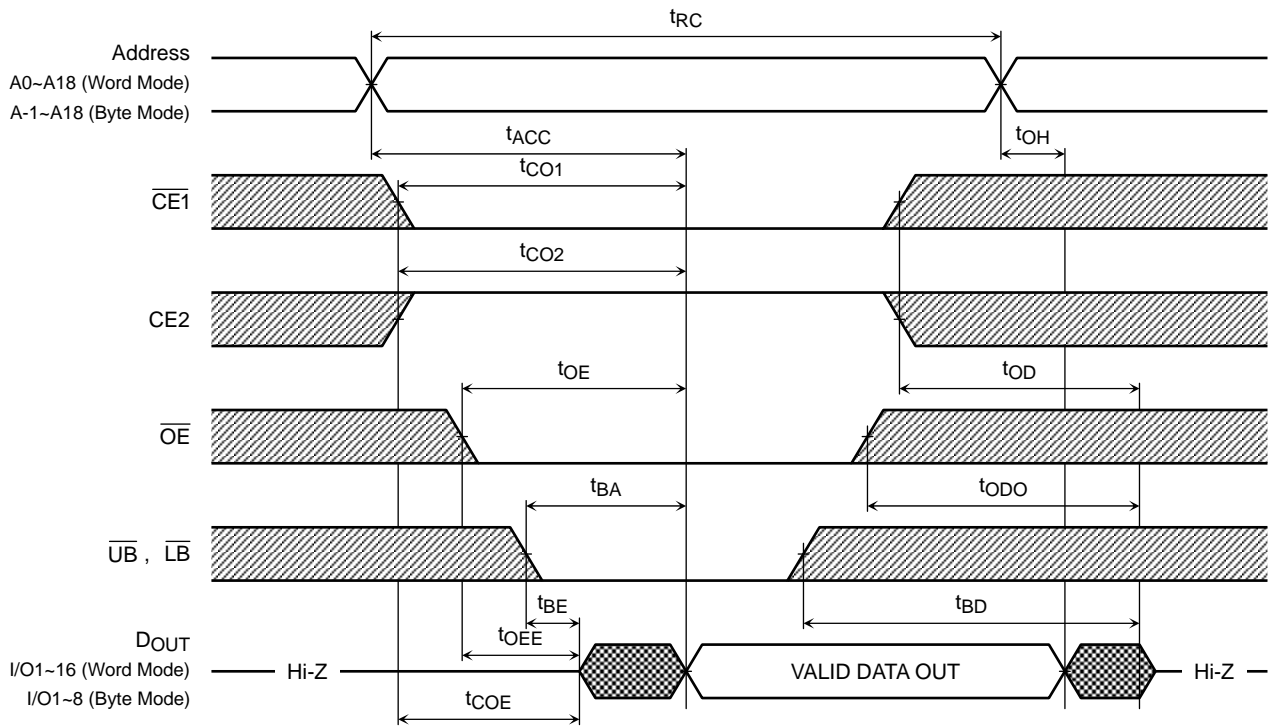 tRC
Address
A0~A18 (Word Mode)
A-1~A18 (Byte Mode)
tACC
tOH
tCO1
CE1
tCO2
CE2
tOE
tOD
OE
tBA
tODO
UB , LB
tBE
tBD
DOUT
tOEE
I/O1~16 (Word Mode)
Hi-Z
VALID DATA OUT
Hi-Z
I/O1~8 (Byte Mode)
tCOE